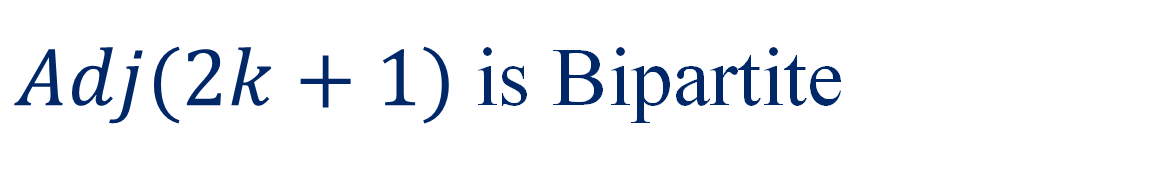 Adj(2k + 1) is Bipartite